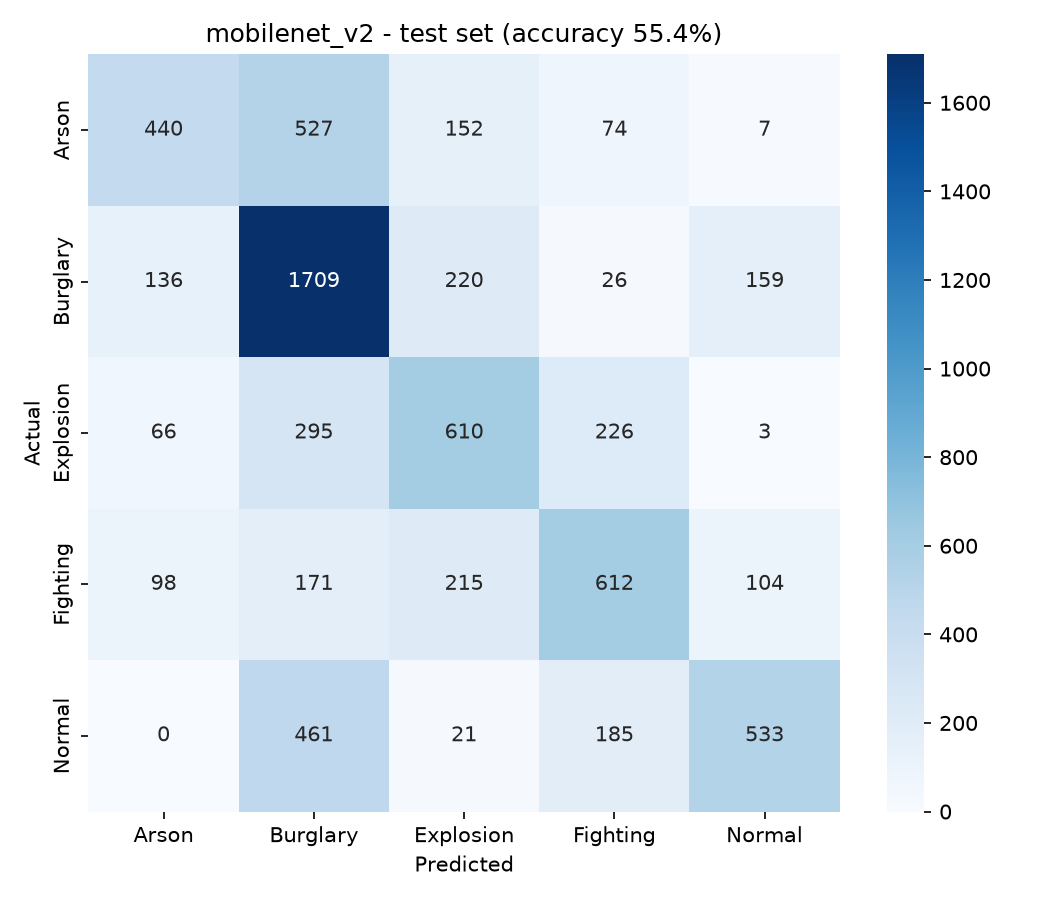 mobilenet_v2 - test set (accuracy 55.4%)
Actual
Arson 440 527 152 74 7
Burglary 136 1709 220 26 159
Explosion 66 295 610 226 3
Fighting 98 171 215 612 104
Normal 0 461 21 185 533
Arson Burglary Explosion Fighting Normal
Predicted
1600
1400
1200
1000
800
600
400
200
0